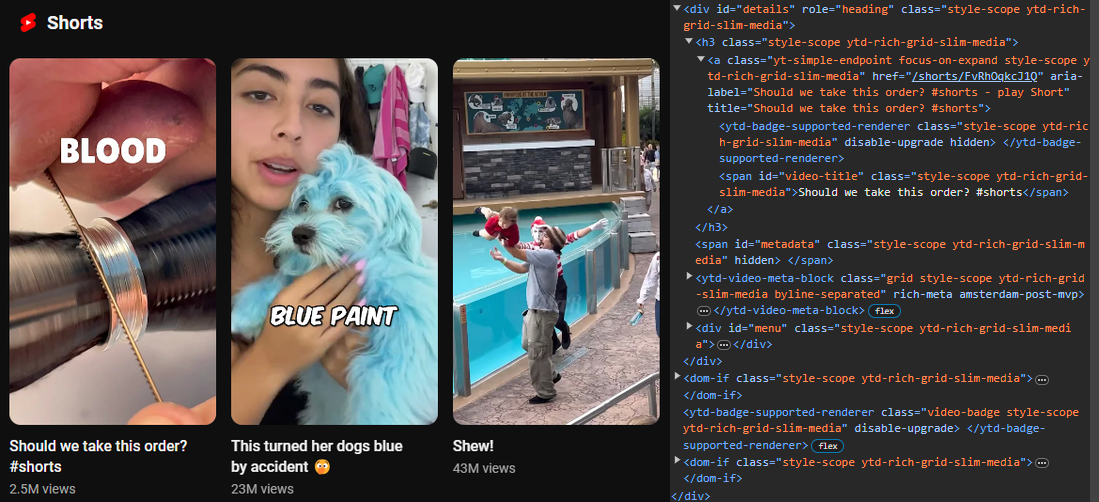 Shorts
BLOOD
BLUE PAINT
Should we take this order?
#shorts
2.5M views
This turned her dogs blue
by accident 😳
23M views
Shew!
43M views
<div id="details" role="heading" class="style-scope ytd-rich-
grid-slim-media">
<h3 class="style-scope ytd-rich-grid-slim-media">
<a class="yt-simple-endpoint focus-on-expand style-scope y
td-rich-grid-slim-media" href="/shorts/FvRhOqkcJ1Q" aria-
label="Should we take this order? #shorts - play Short"
title="Should we take this order? #shorts">
<ytd-badge-supported-renderer class="style-scope ytd-ric
h-grid-slim-media" disable-upgrade hidden> </ytd-badge-
supported-renderer>
<span id="video-title" class="style-scope ytd-rich-grid-
slim-media">Should we take this order? #shorts</span>
</a>
</h3>
<span id="metadata" class="style-scope ytd-rich-grid-slim-m
edia" hidden> </span>
<ytd-video-meta-block class="grid style-scope ytd-rich-grid
-slim-media byline-separated" rich-meta amsterdam-post-mvp>
… </ytd-video-meta-block> flex
<div id="menu" class="style-scope ytd-rich-grid-slim-medi
a"> … </div>
</div>
<dom-if class="style-scope ytd-rich-grid-slim-media"> …
</dom-if>
<ytd-badge-supported-renderer class="video-badge style-scope
ytd-rich-grid-slim-media" disable-upgrade> </ytd-badge-
supported-renderer> flex
<dom-if class="style-scope ytd-rich-grid-slim-media"> …
</dom-if>
</div>